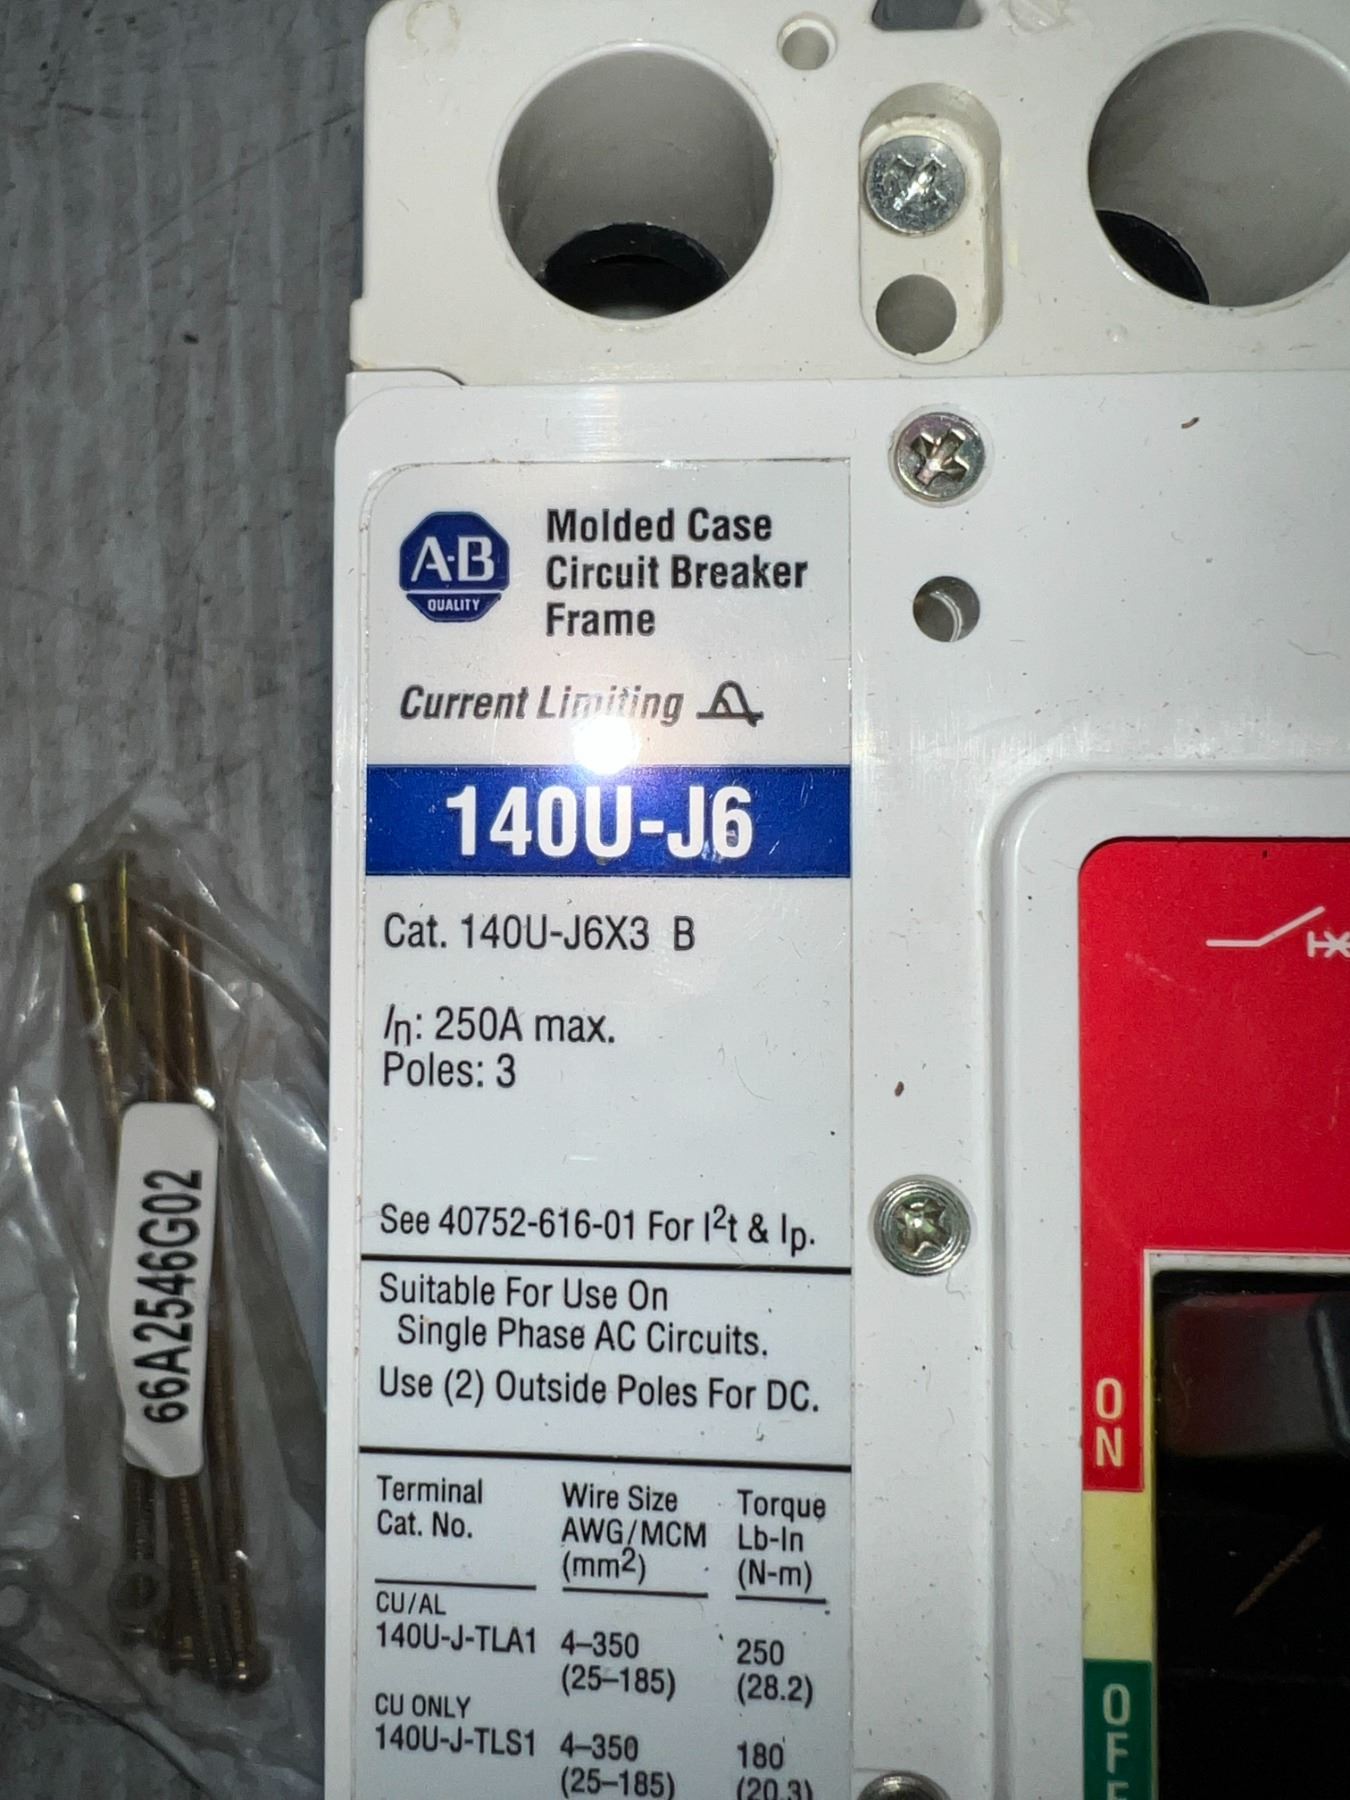 A-B
QUALITY
Molded Case
Circuit Breaker
Frame
Current Limiting
140U-J6
Cat. 140U-J6X3 B
In: 250A max.
Poles: 3
See 40752-616-01 For I²t & Ip.
Suitable For Use On
Single Phase AC Circuits.
Use (2) Outside Poles For DC.
Terminal Cat. No. Wire Size AWG/MCM (mm²) Torque Lb-In (N-m)
CU/AL
140U-J-TLA1 4–350 250
(25–185) (28.2)
CU ONLY
140U-J-TLS1 4–350 180
(25–185) (20.3)
66A2546G02
ON
OFF